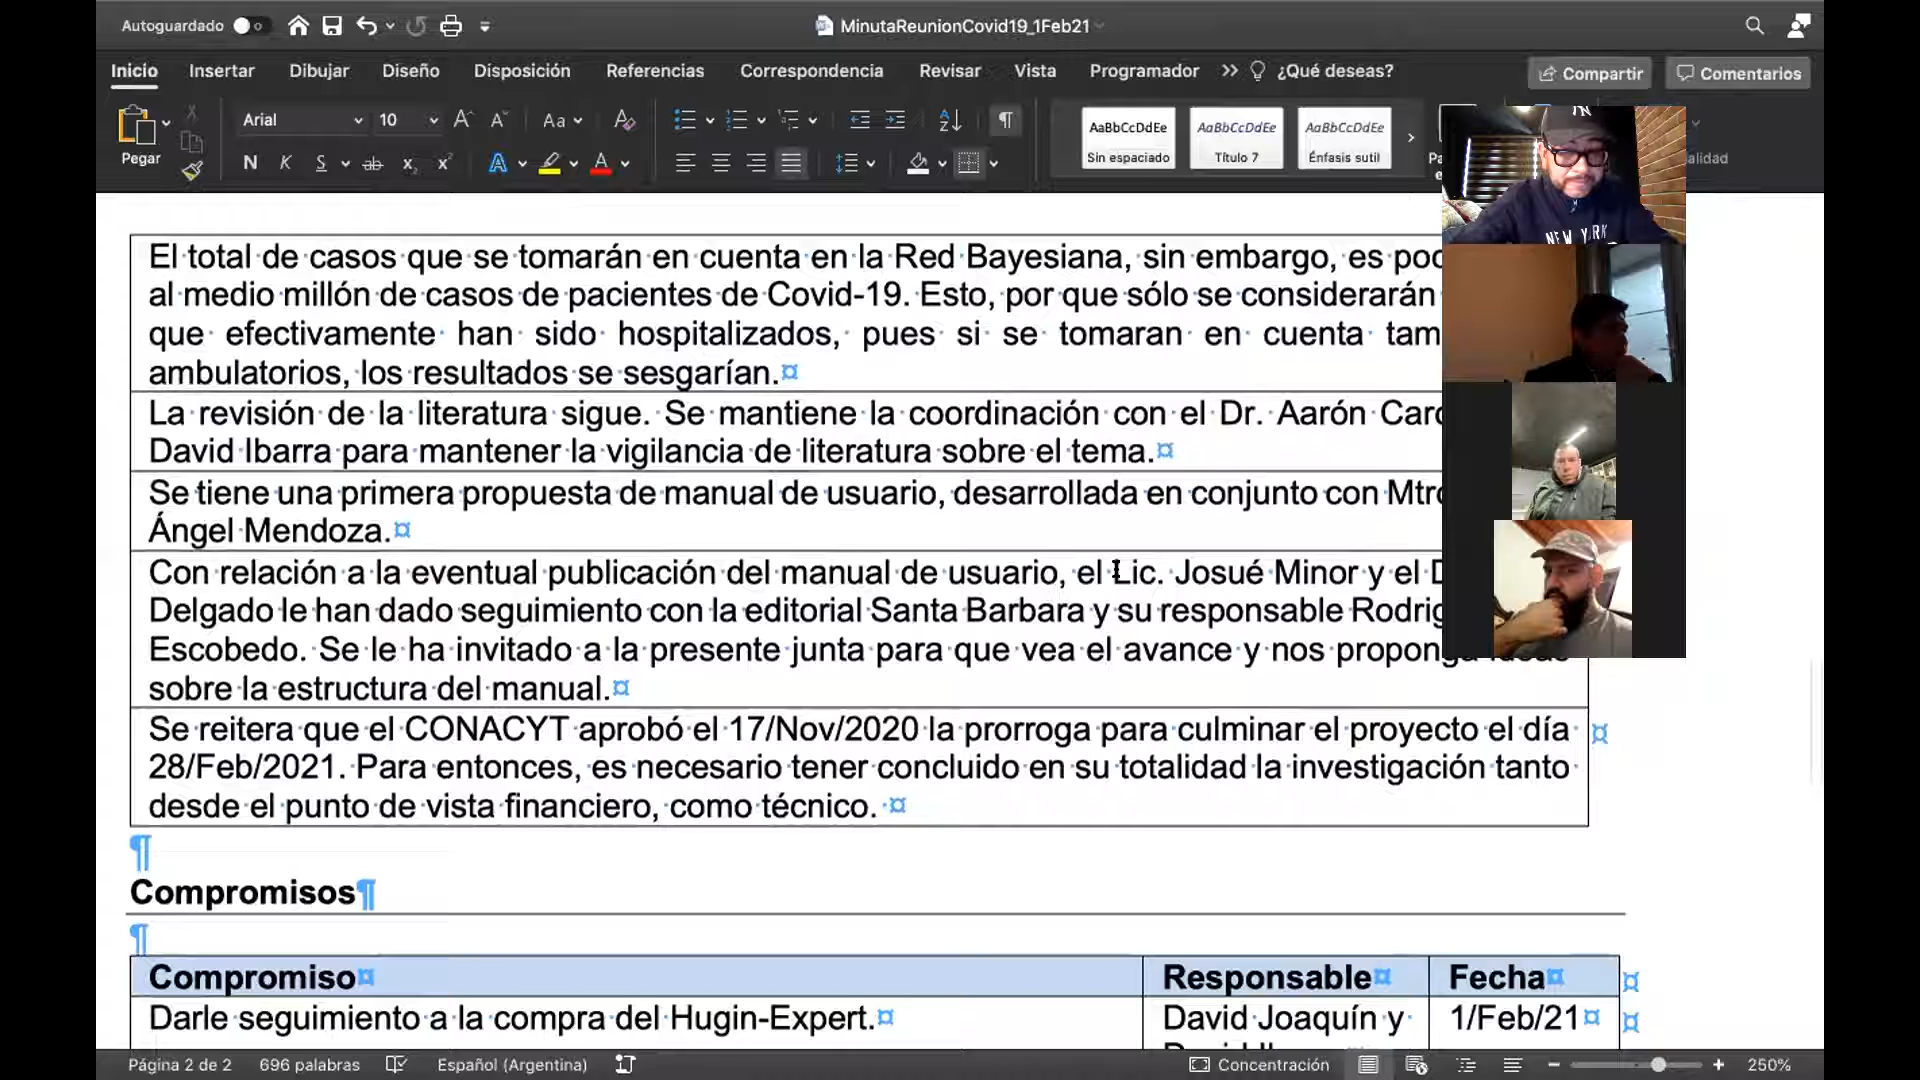 Autoguardado
MinutaReunionCovid19_1Feb21
Inicio Insertar Dibujar Diseño Disposición Referencias Correspondencia Revisar Vista Programador ¿Qué deseas? Compartir Comentarios
Pegar
Arial 10
AaBbCcDdEe AaBbCcDdEe AaBbCcDdEe
Sin espaciado Título 7 Énfasis sutil
NEW YORK
El total de casos que se tomarán en cuenta en la Red Bayesiana, sin embargo, es
al medio millón de casos de pacientes de Covid-19. Esto, por que sólo se considerarán
que efectivamente han sido hospitalizados, pues si se tomaran en cuenta
ambulatorios, los resultados se sesgarían.
La revisión de la literatura sigue. Se mantiene la coordinación con el Dr. Aarón
David Ibarra para mantener la vigilancia de literatura sobre el tema.
Se tiene una primera propuesta de manual de usuario, desarrollada en conjunto con
Ángel Mendoza.
Con relación a la eventual publicación del manual de usuario, el Lic. Josué Minor y el
Delgado le han dado seguimiento con la editorial Santa Barbara y su responsable
Escobedo. Se le ha invitado a la presente junta para que vea el avance y nos proponga ideas
sobre la estructura del manual.
Se reitera que el CONACYT aprobó el 17/Nov/2020 la prorroga para culminar el proyecto el día
28/Feb/2021. Para entonces, es necesario tener concluido en su totalidad la investigación tanto
desde el punto de vista financiero, como técnico.
Compromisos
Compromiso Responsable Fecha
Darle seguimiento a la compra del Hugin-Expert. David Joaquín y 1/Feb/21
Página 2 de 2 696 palabras Español (Argentina) Concentración 250%